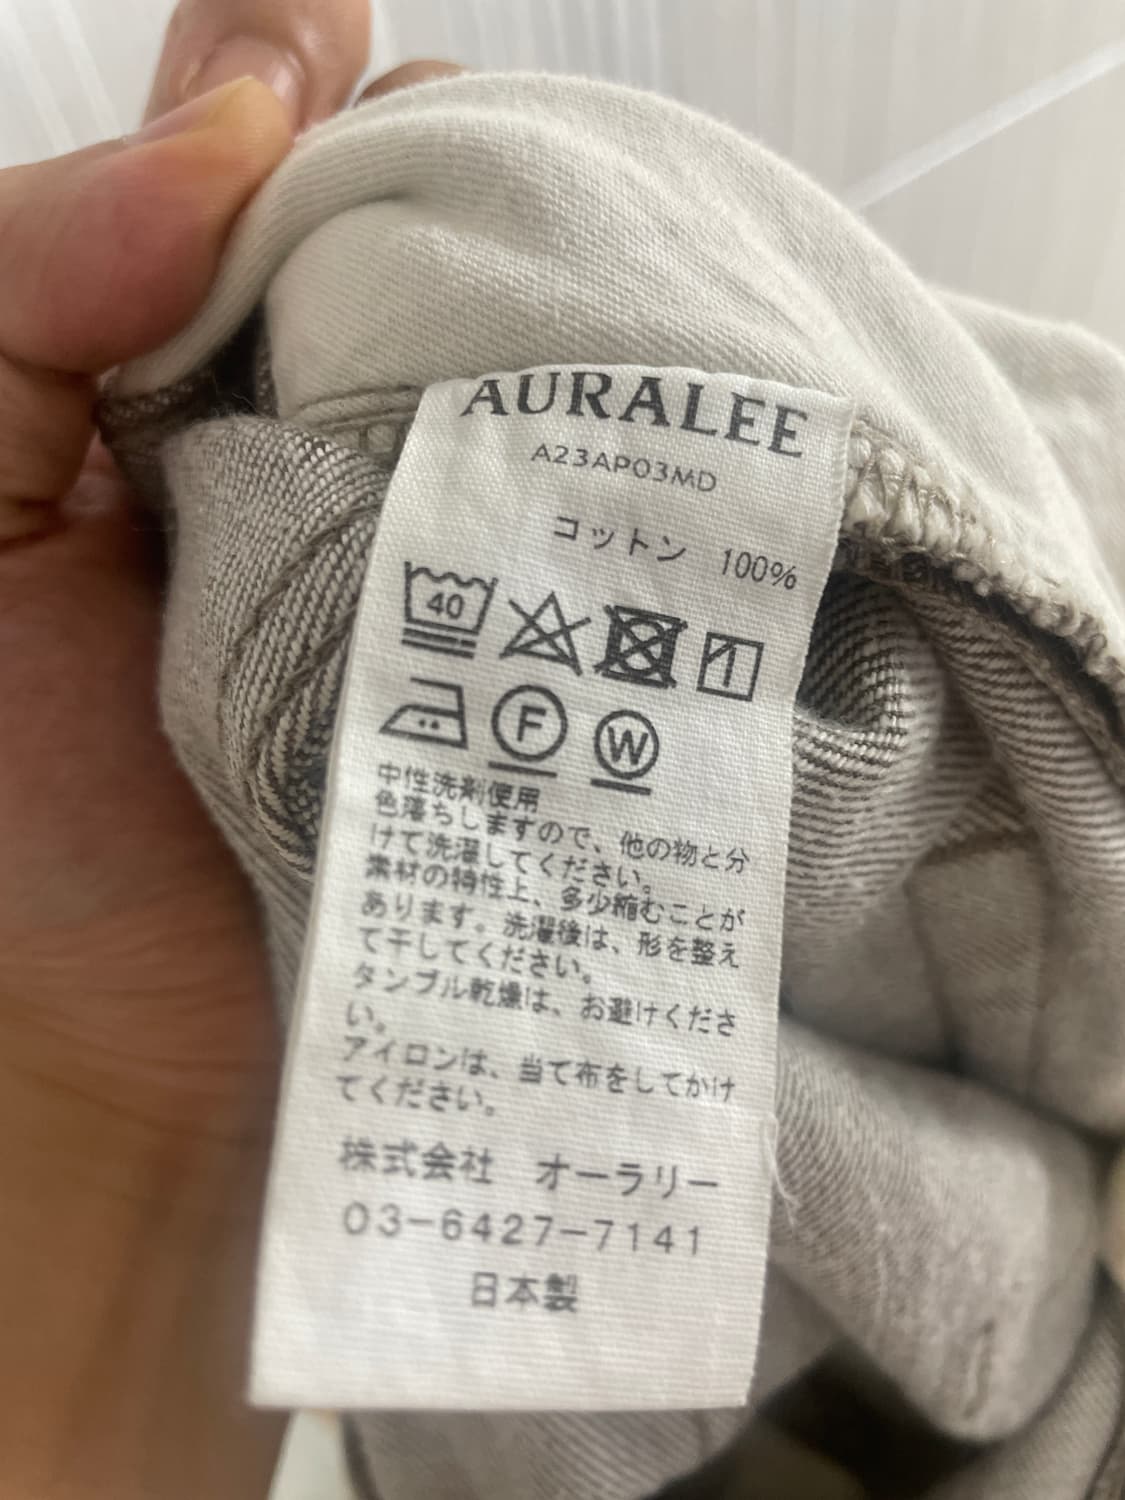 AURALEE
A23AP03MD
コットン 100%
40
F
W
中性洗剤使用
色落ちしますので、他の物と分
けて洗濯してください。
素材の特性上、多少縮むことが
あります。洗濯後は、形を整え
て干してください。
タンブル乾燥は、お避けくださ
い。
アイロンは、当て布をしてかけ
てください。
株式会社 オーラリー
03-6427-7141
日本製